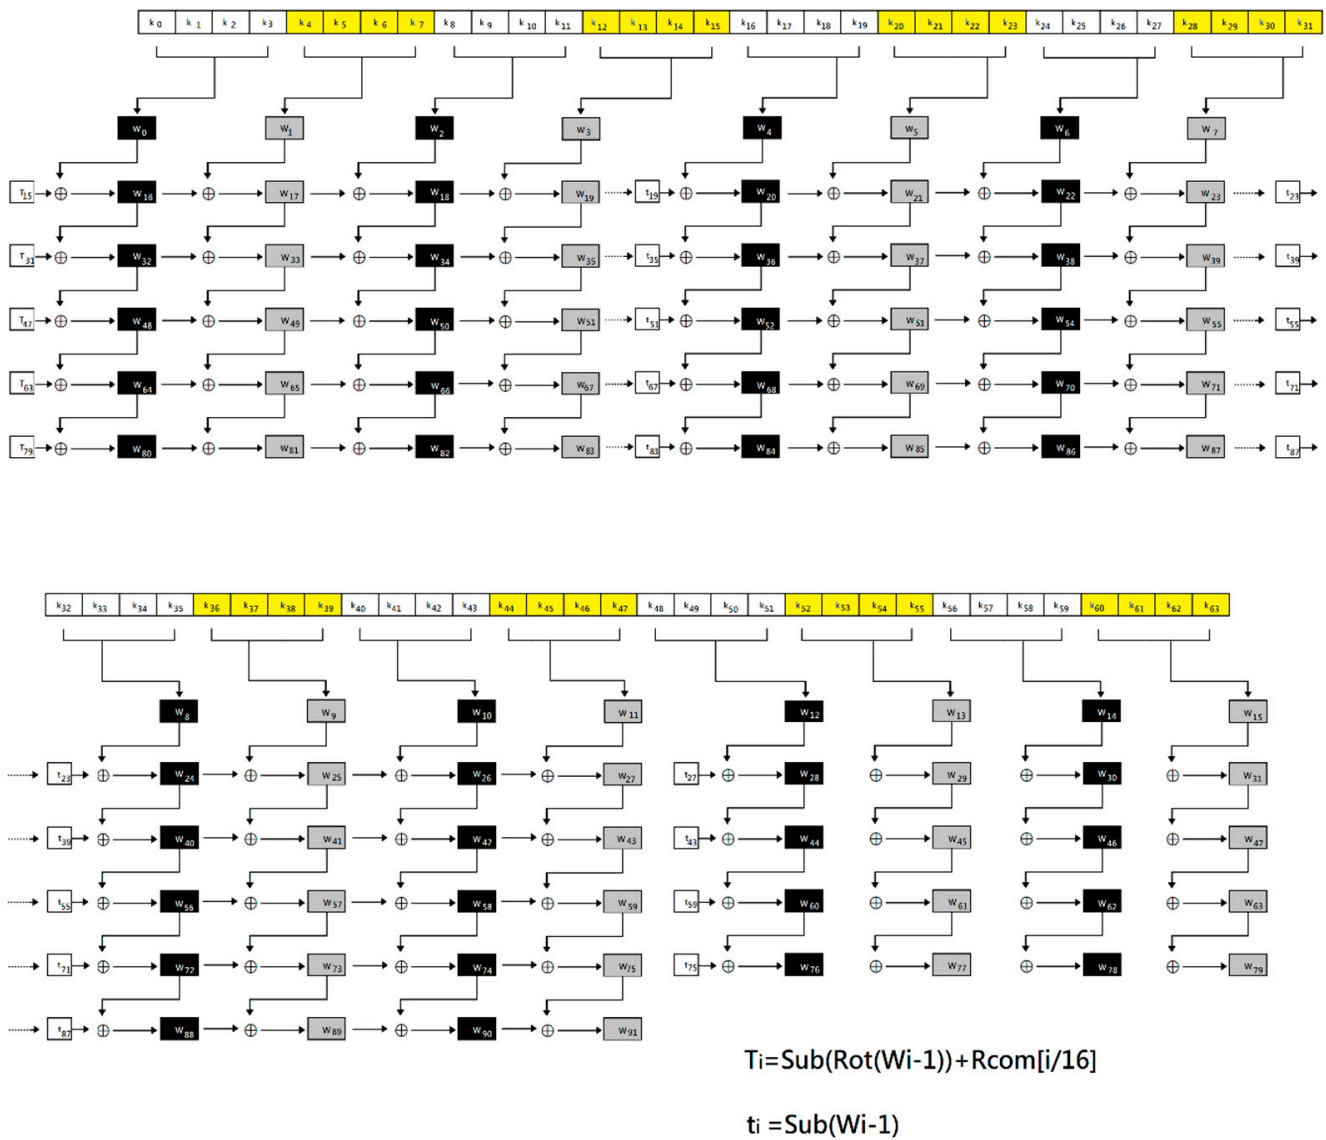 k0 k1 k2 k3 k4 k5 k6 k7 k8 k9 k10 k11 k12 k13 k14 k15 k16 k17 k18 k19 k20 k21 k22 k23 k24 k25 k26 k27 k28 k29 k30 k31
W0 W1 W2 W3 W4 W5 W6 W7
T15 W16 W17 W18 W19 t19 W20 W21 W22 W23 t23
T31 W32 W33 W34 W35 t35 W36 W37 W38 W39 t39
T47 W48 W49 W50 W51 t51 W52 W53 W54 W55 t55
T63 W64 W65 W66 W67 t67 W68 W69 W70 W71 t71
T79 W80 W81 W82 W83 t83 W84 W85 W86 W87 t87
k32 k33 k34 k35 k36 k37 k38 k39 k40 k41 k42 k43 k44 k45 k46 k47 k48 k49 k50 k51 k52 k53 k54 k55 k56 k57 k58 k59 k60 k61 k62 k63
W8 W9 W10 W11 W12 W13 W14 W15
t23 W24 W25 W26 W27 t27 W28 W29 W30 W31
t39 W40 W41 W42 W43 t43 W44 W45 W46 W47
t55 W56 W57 W58 W59 t59 W60 W61 W62 W63
t71 W72 W73 W74 W75 t75 W76 W77 W78 W79
t87 W88 W89 W90 W91
Ti=Sub(Rot(Wi-1))+Rcom[i/16]
ti =Sub(Wi-1)